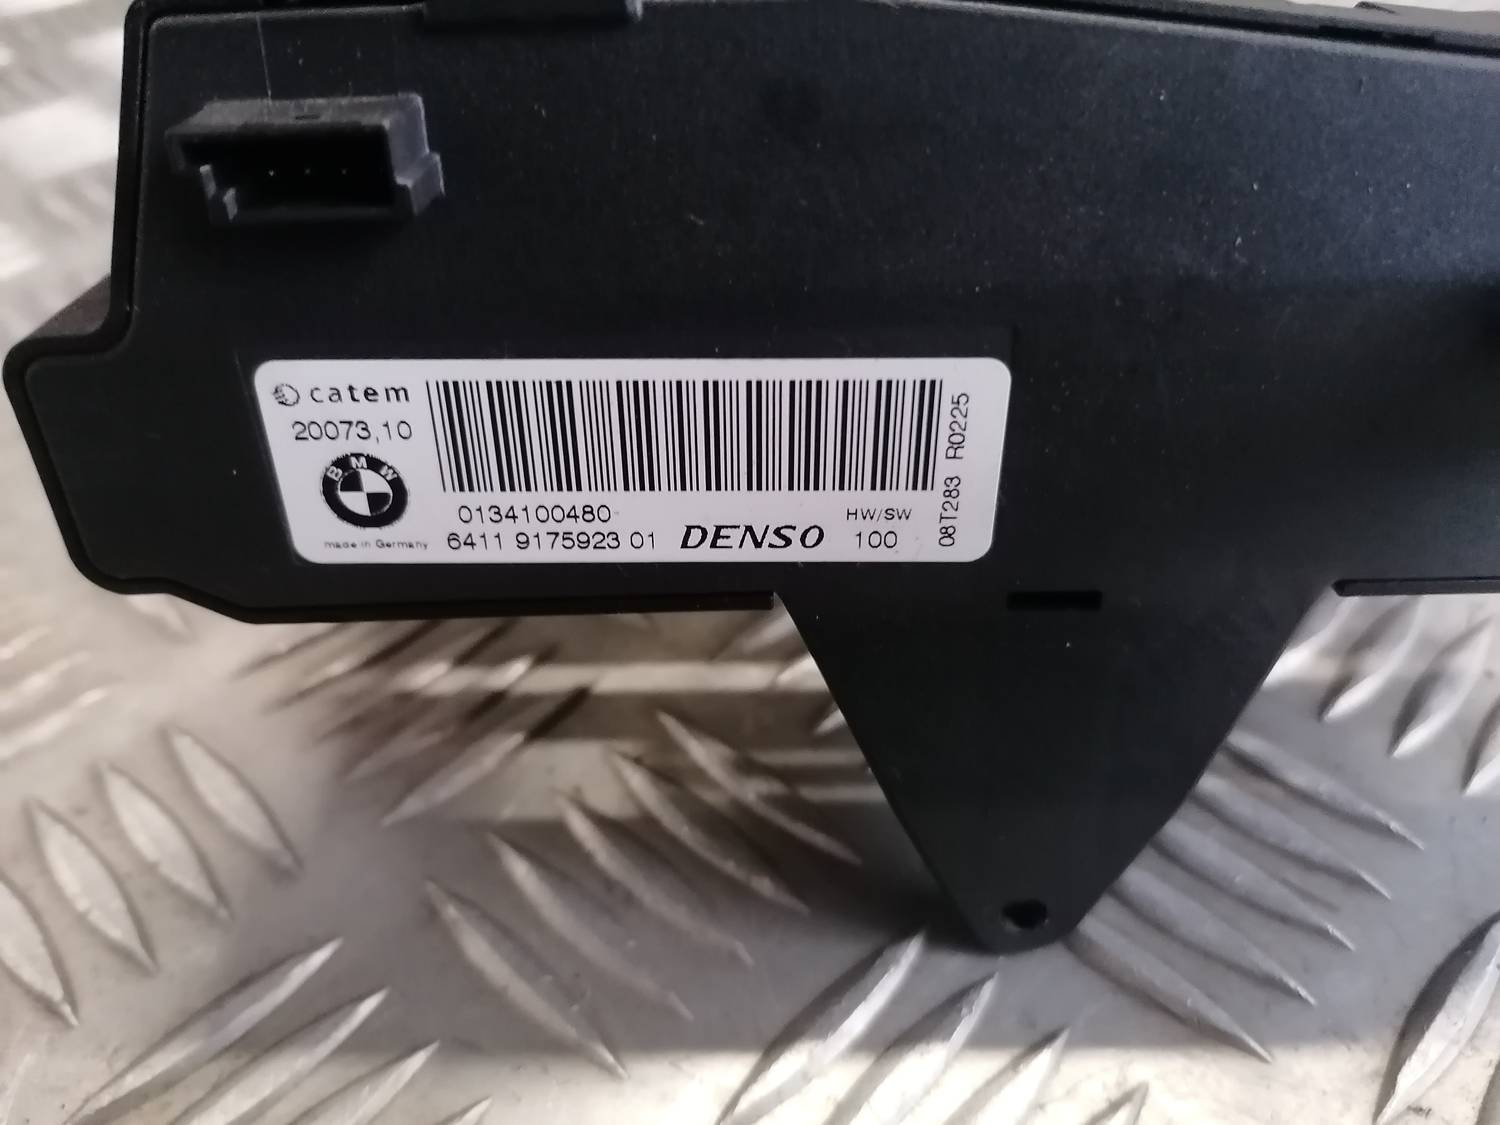 catem
20073,10
BMW
made in Germany
0134100480
6411 9175923 01
DENSO
HW/SW
100
08T283 R0225